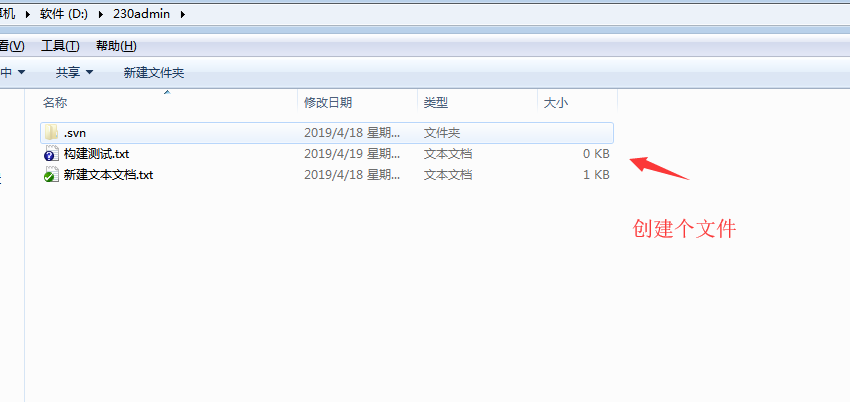 算机 ▸ 软件 (D:) ▸ 230admin ▸
看(V) 工具(T) 帮助(H)
中 ▼ 共享 ▼ 新建文件夹
名称 修改日期 类型 大小
.svn 2019/4/18 星期... 文件夹
构建测试.txt 2019/4/19 星期... 文本文档 0 KB
新建文本文档.txt 2019/4/18 星期... 文本文档 1 KB
创建个文件